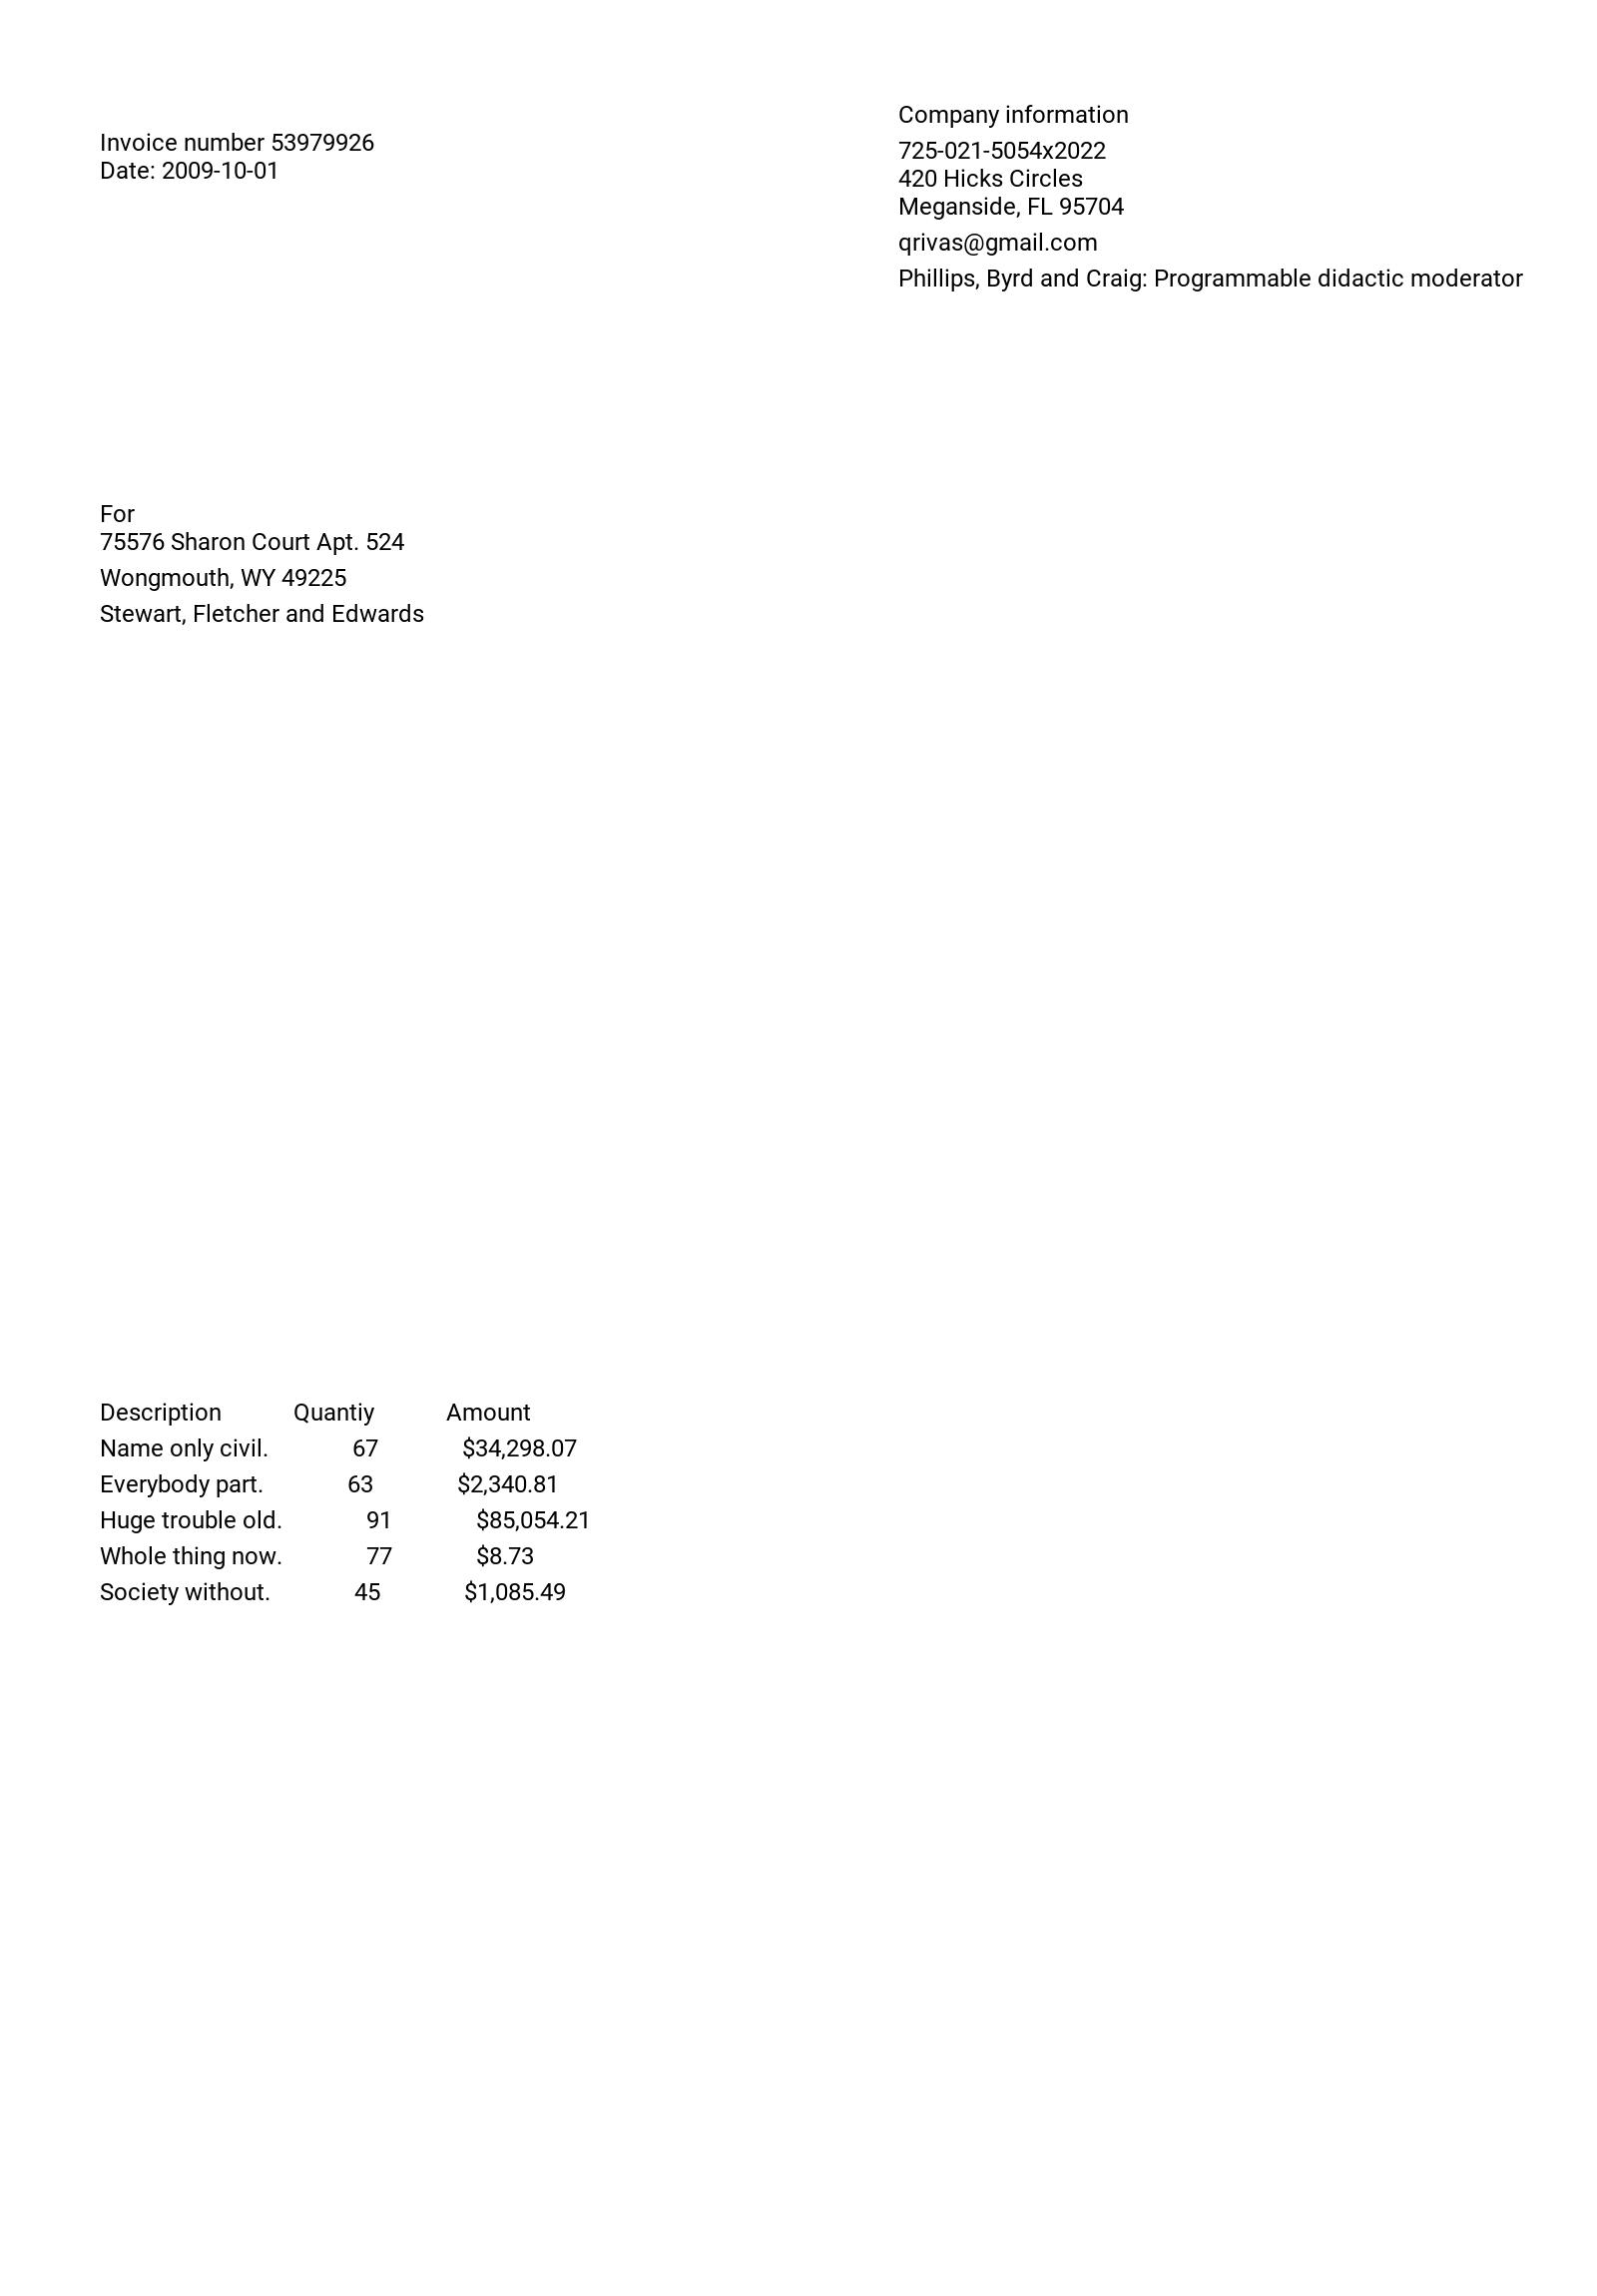 Invoice number 53979926
Date: 2009-10-01
Company information
725-021-5054x2022
420 Hicks Circles
Meganside, FL 95704
qrivas@gmail.com
Phillips, Byrd and Craig: Programmable didactic moderator
For
75576 Sharon Court Apt. 524
Wongmouth, WY 49225
Stewart, Fletcher and Edwards
Description Quantiy Amount
Name only civil. 67 $34,298.07
Everybody part. 63 $2,340.81
Huge trouble old. 91 $85,054.21
Whole thing now. 77 $8.73
Society without. 45 $1,085.49